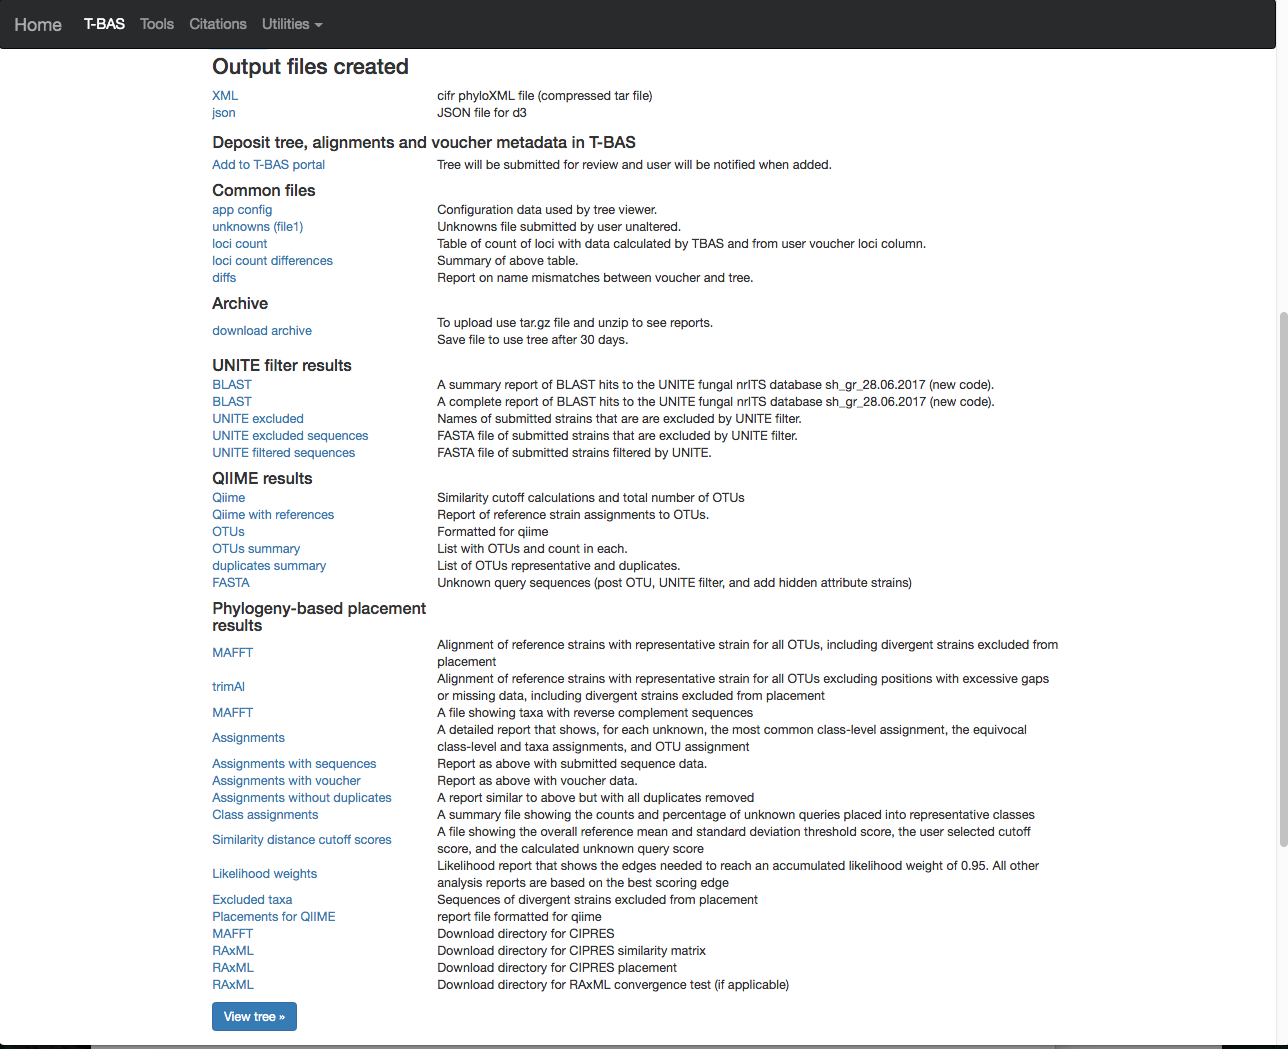 Home T-BAS Tools Citations Utilities
Output files created
XML cifr phyloXML file (compressed tar file)
json JSON file for d3
Deposit tree, alignments and voucher metadata in T-BAS
Add to T-BAS portal Tree will be submitted for review and user will be notified when added.
Common files
app config Configuration data used by tree viewer.
unknowns (file1) Unknowns file submitted by user unaltered.
loci count Table of count of loci with data calculated by TBAS and from user voucher loci column.
loci count differences Summary of above table.
diffs Report on name mismatches between voucher and tree.
Archive
download archive To upload use tar.gz file and unzip to see reports.
Save file to use tree after 30 days.
UNITE filter results
BLAST A summary report of BLAST hits to the UNITE fungal nrITS database sh_gr_28.06.2017 (new code).
BLAST A complete report of BLAST hits to the UNITE fungal nrITS database sh_gr_28.06.2017 (new code).
UNITE excluded Names of submitted strains that are are excluded by UNITE filter.
UNITE excluded sequences FASTA file of submitted strains that are excluded by UNITE filter.
UNITE filtered sequences FASTA file of submitted strains filtered by UNITE.
QIIME results
Qiime Similarity cutoff calculations and total number of OTUs
Qiime with references Report of reference strain assignments to OTUs.
OTUs Formatted for qiime
OTUs summary List with OTUs and count in each.
duplicates summary List of OTUs representative and duplicates.
FASTA Unknown query sequences (post OTU, UNITE filter, and add hidden attribute strains)
Phylogeny-based placement
results
MAFFT Alignment of reference strains with representative strain for all OTUs, including divergent strains excluded from
placement
trimAl Alignment of reference strains with representative strain for all OTUs excluding positions with excessive gaps
or missing data, including divergent strains excluded from placement
MAFFT A file showing taxa with reverse complement sequences
Assignments A detailed report that shows, for each unknown, the most common class-level assignment, the equivocal
class-level and taxa assignments, and OTU assignment
Assignments with sequences Report as above with submitted sequence data.
Assignments with voucher Report as above with voucher data.
Assignments without duplicates A report similar to above but with all duplicates removed
Class assignments A summary file showing the counts and percentage of unknown queries placed into representative classes
Similarity distance cutoff scores A file showing the overall reference mean and standard deviation threshold score, the user selected cutoff
score, and the calculated unknown query score
Likelihood weights Likelihood report that shows the edges needed to reach an accumulated likelihood weight of 0.95. All other
analysis reports are based on the best scoring edge
Excluded taxa Sequences of divergent strains excluded from placement
Placements for QIIME report file formatted for qiime
MAFFT Download directory for CIPRES
RAxML Download directory for CIPRES similarity matrix
RAxML Download directory for CIPRES placement
RAxML Download directory for RAxML convergence test (if applicable)
View tree »